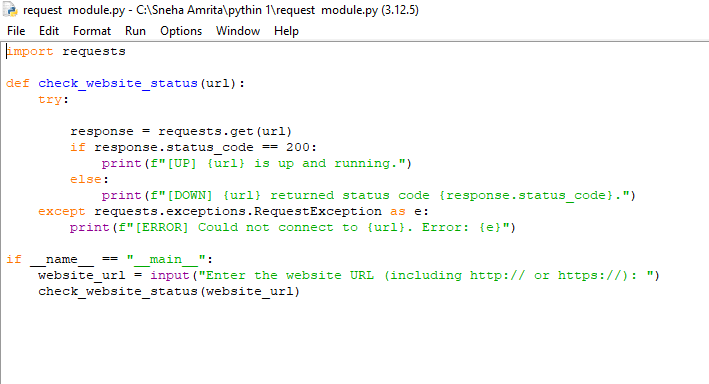 request module.py - C:\Sneha Amrita\pythin 1\request module.py (3.12.5)
File Edit Format Run Options Window Help
import requests
def check_website_status(url):
    try:
        response = requests.get(url)
        if response.status_code == 200:
            print(f"[UP] {url} is up and running.")
        else:
            print(f"[DOWN] {url} returned status code {response.status_code}.")
    except requests.exceptions.RequestException as e:
        print(f"[ERROR] Could not connect to {url}. Error: {e}")
if __name__ == "__main__":
    website_url = input("Enter the website URL (including http:// or https://): ")
    check_website_status(website_url)